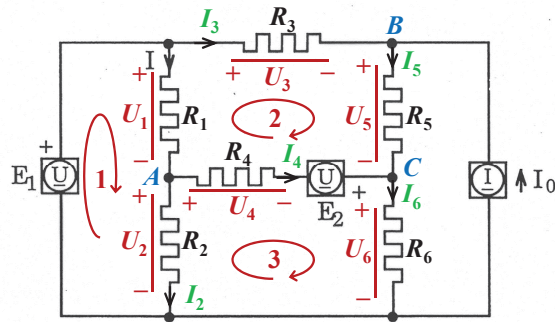 I₃ R₃ B
+ U₃ −
I I₅
+ U₁ − R₁
2
+ U₅ − R₅
E₁ + U
1
A R₄ I₄ U + C
+ U₄ − E₂
I I₀
I₆
+ U₂ − R₂
3
+ U₆ − R₆
I₂